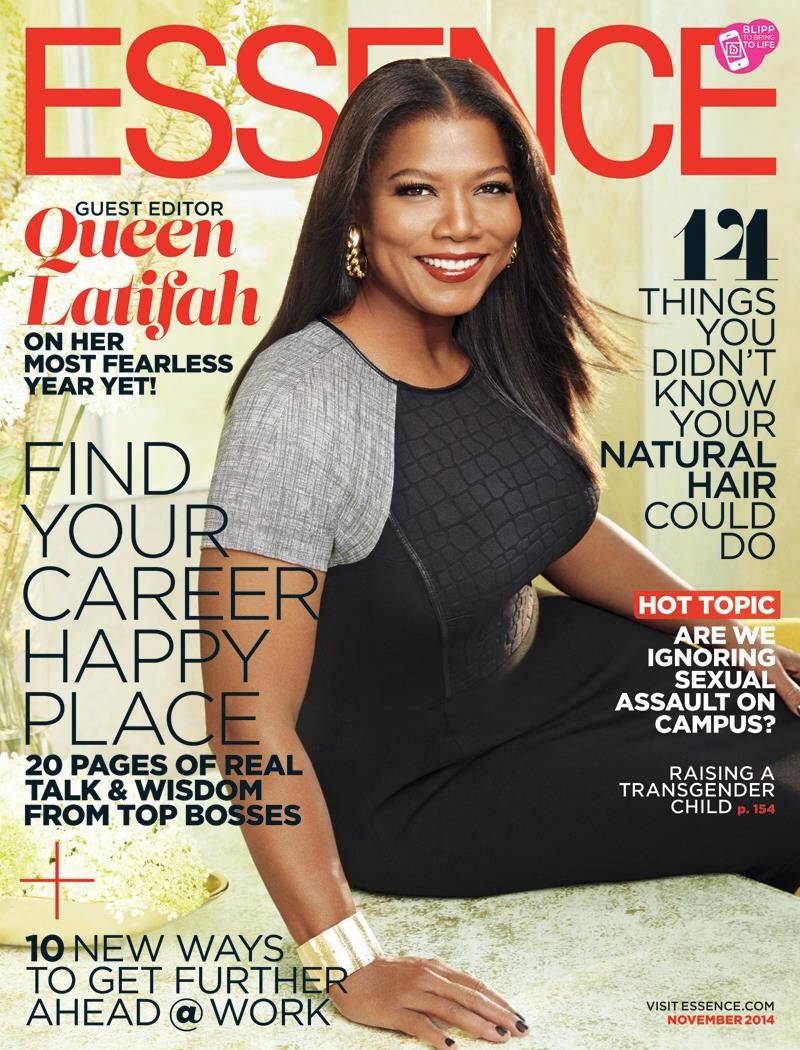 ESSENCE
BLIPP
TO BRING
TO LIFE
GUEST EDITOR
Queen
Latifah
ON HER
MOST FEARLESS
YEAR YET!
FIND
YOUR
CAREER
HAPPY
PLACE
20 PAGES OF REAL
TALK & WISDOM
FROM TOP BOSSES
+
10 NEW WAYS
TO GET FURTHER
AHEAD @ WORK
14
THINGS
YOU
DIDN'T
KNOW
YOUR
NATURAL
HAIR
COULD
DO
HOT TOPIC
ARE WE
IGNORING
SEXUAL
ASSAULT ON
CAMPUS?
RAISING A
TRANSGENDER
CHILD p. 154
VISIT ESSENCE.COM
NOVEMBER 2014